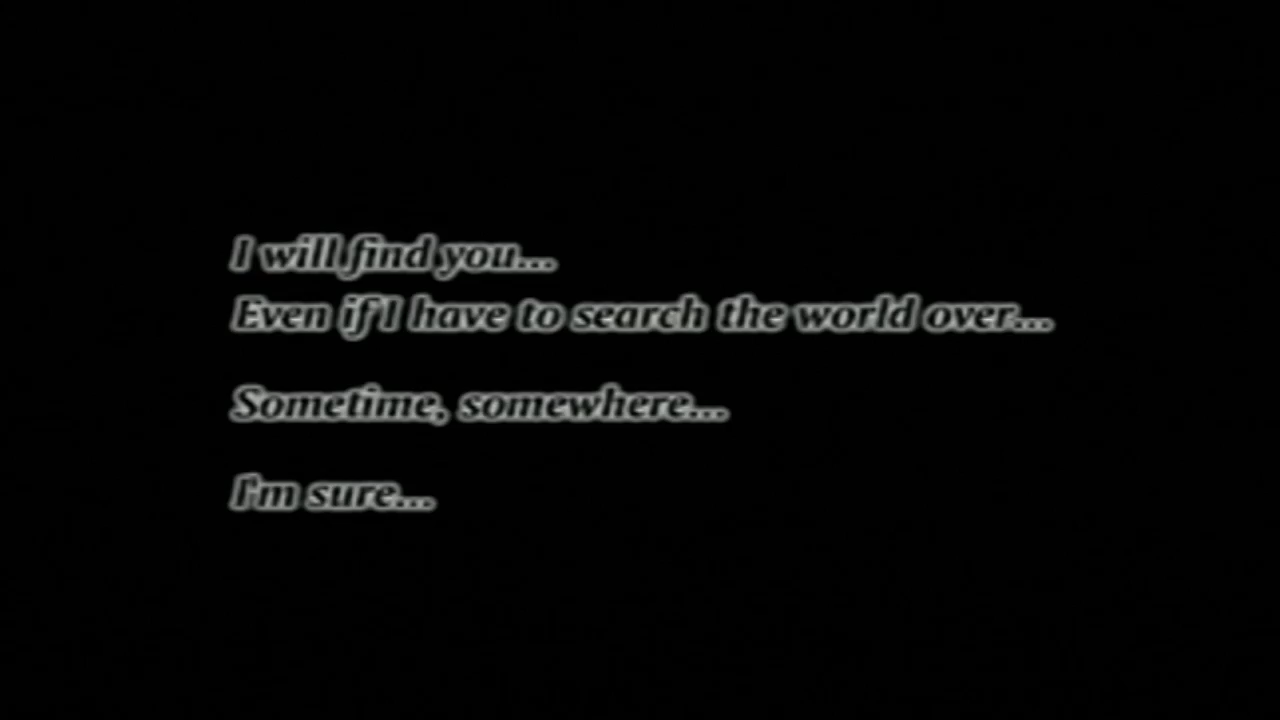 I will find you...
Even if I have to search the world over...
Sometime, somewhere...
I'm sure...